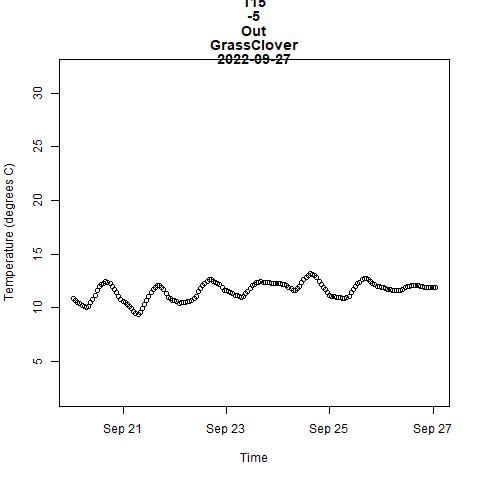 T15
-5
Out
GrassClover
2022-09-27
30
25
20
15
10
5
Temperature (degrees C)
Sep 21 Sep 23 Sep 25 Sep 27
Time